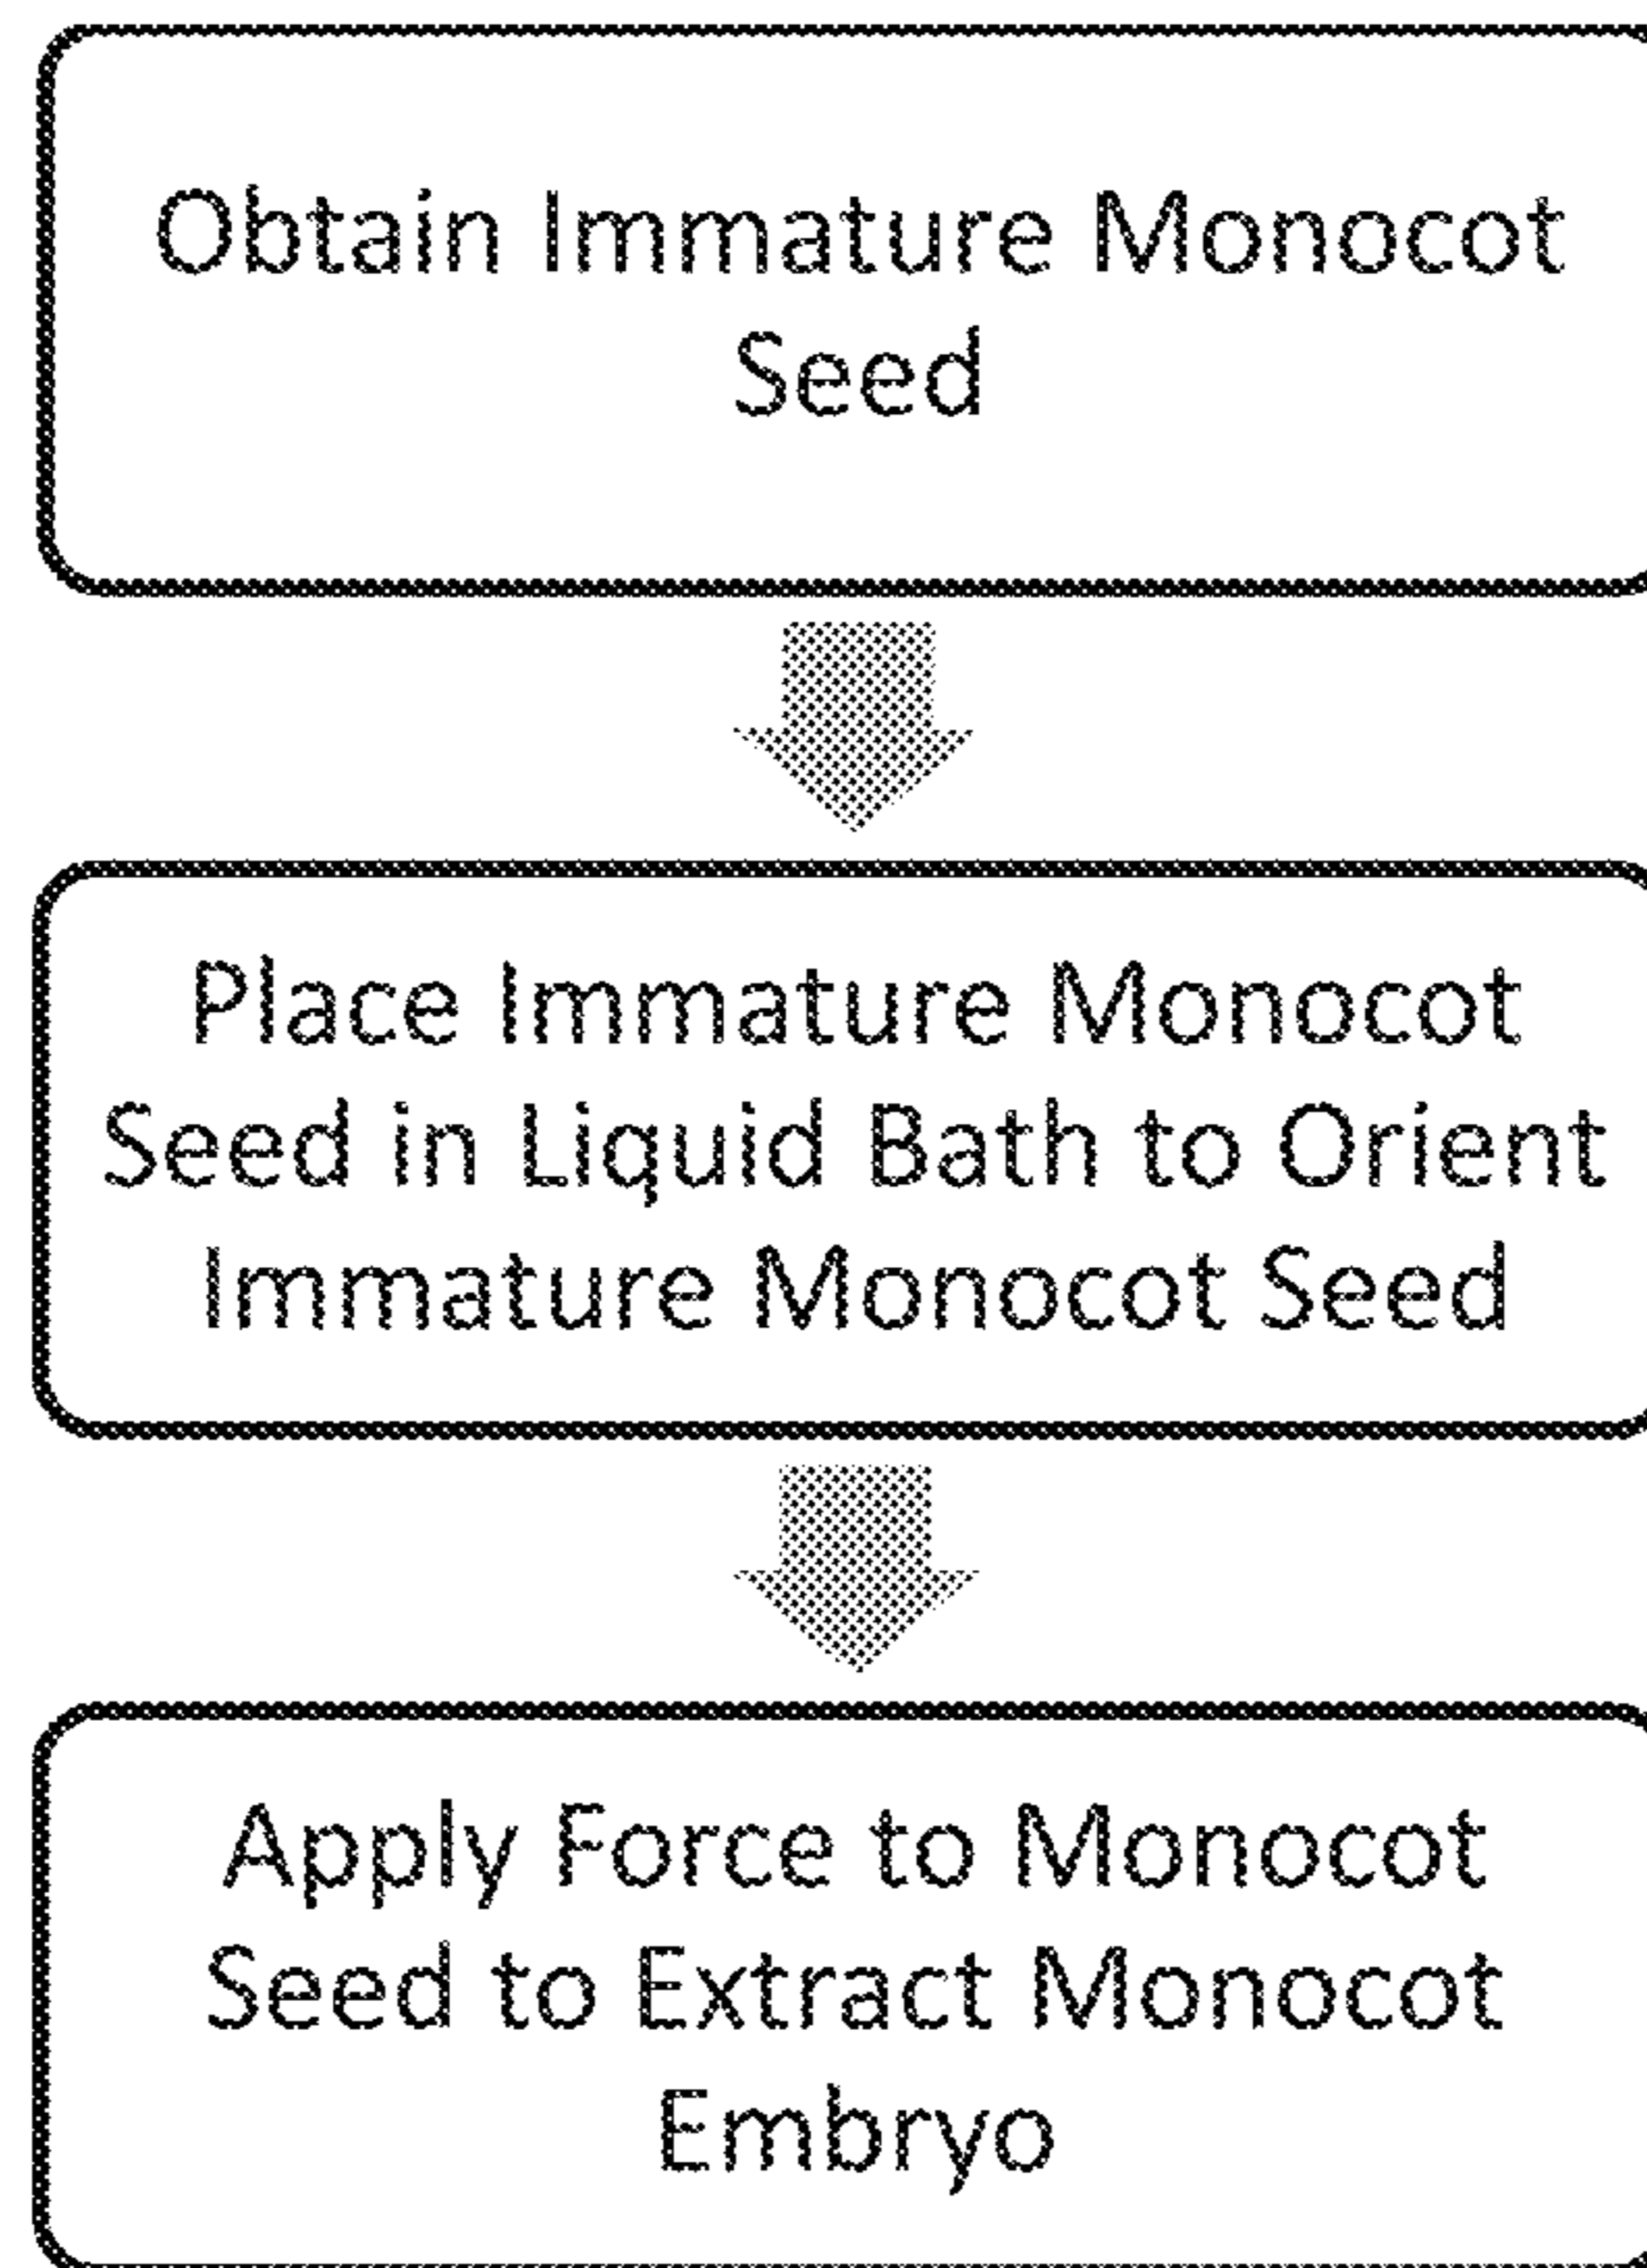 Obtain Immature Monocot
Seed
Place Immature Monocot
Seed in Liquid Bath to Orient
Immature Monocot Seed
Apply Force to Monocot
Seed to Extract Monocot
Embryo